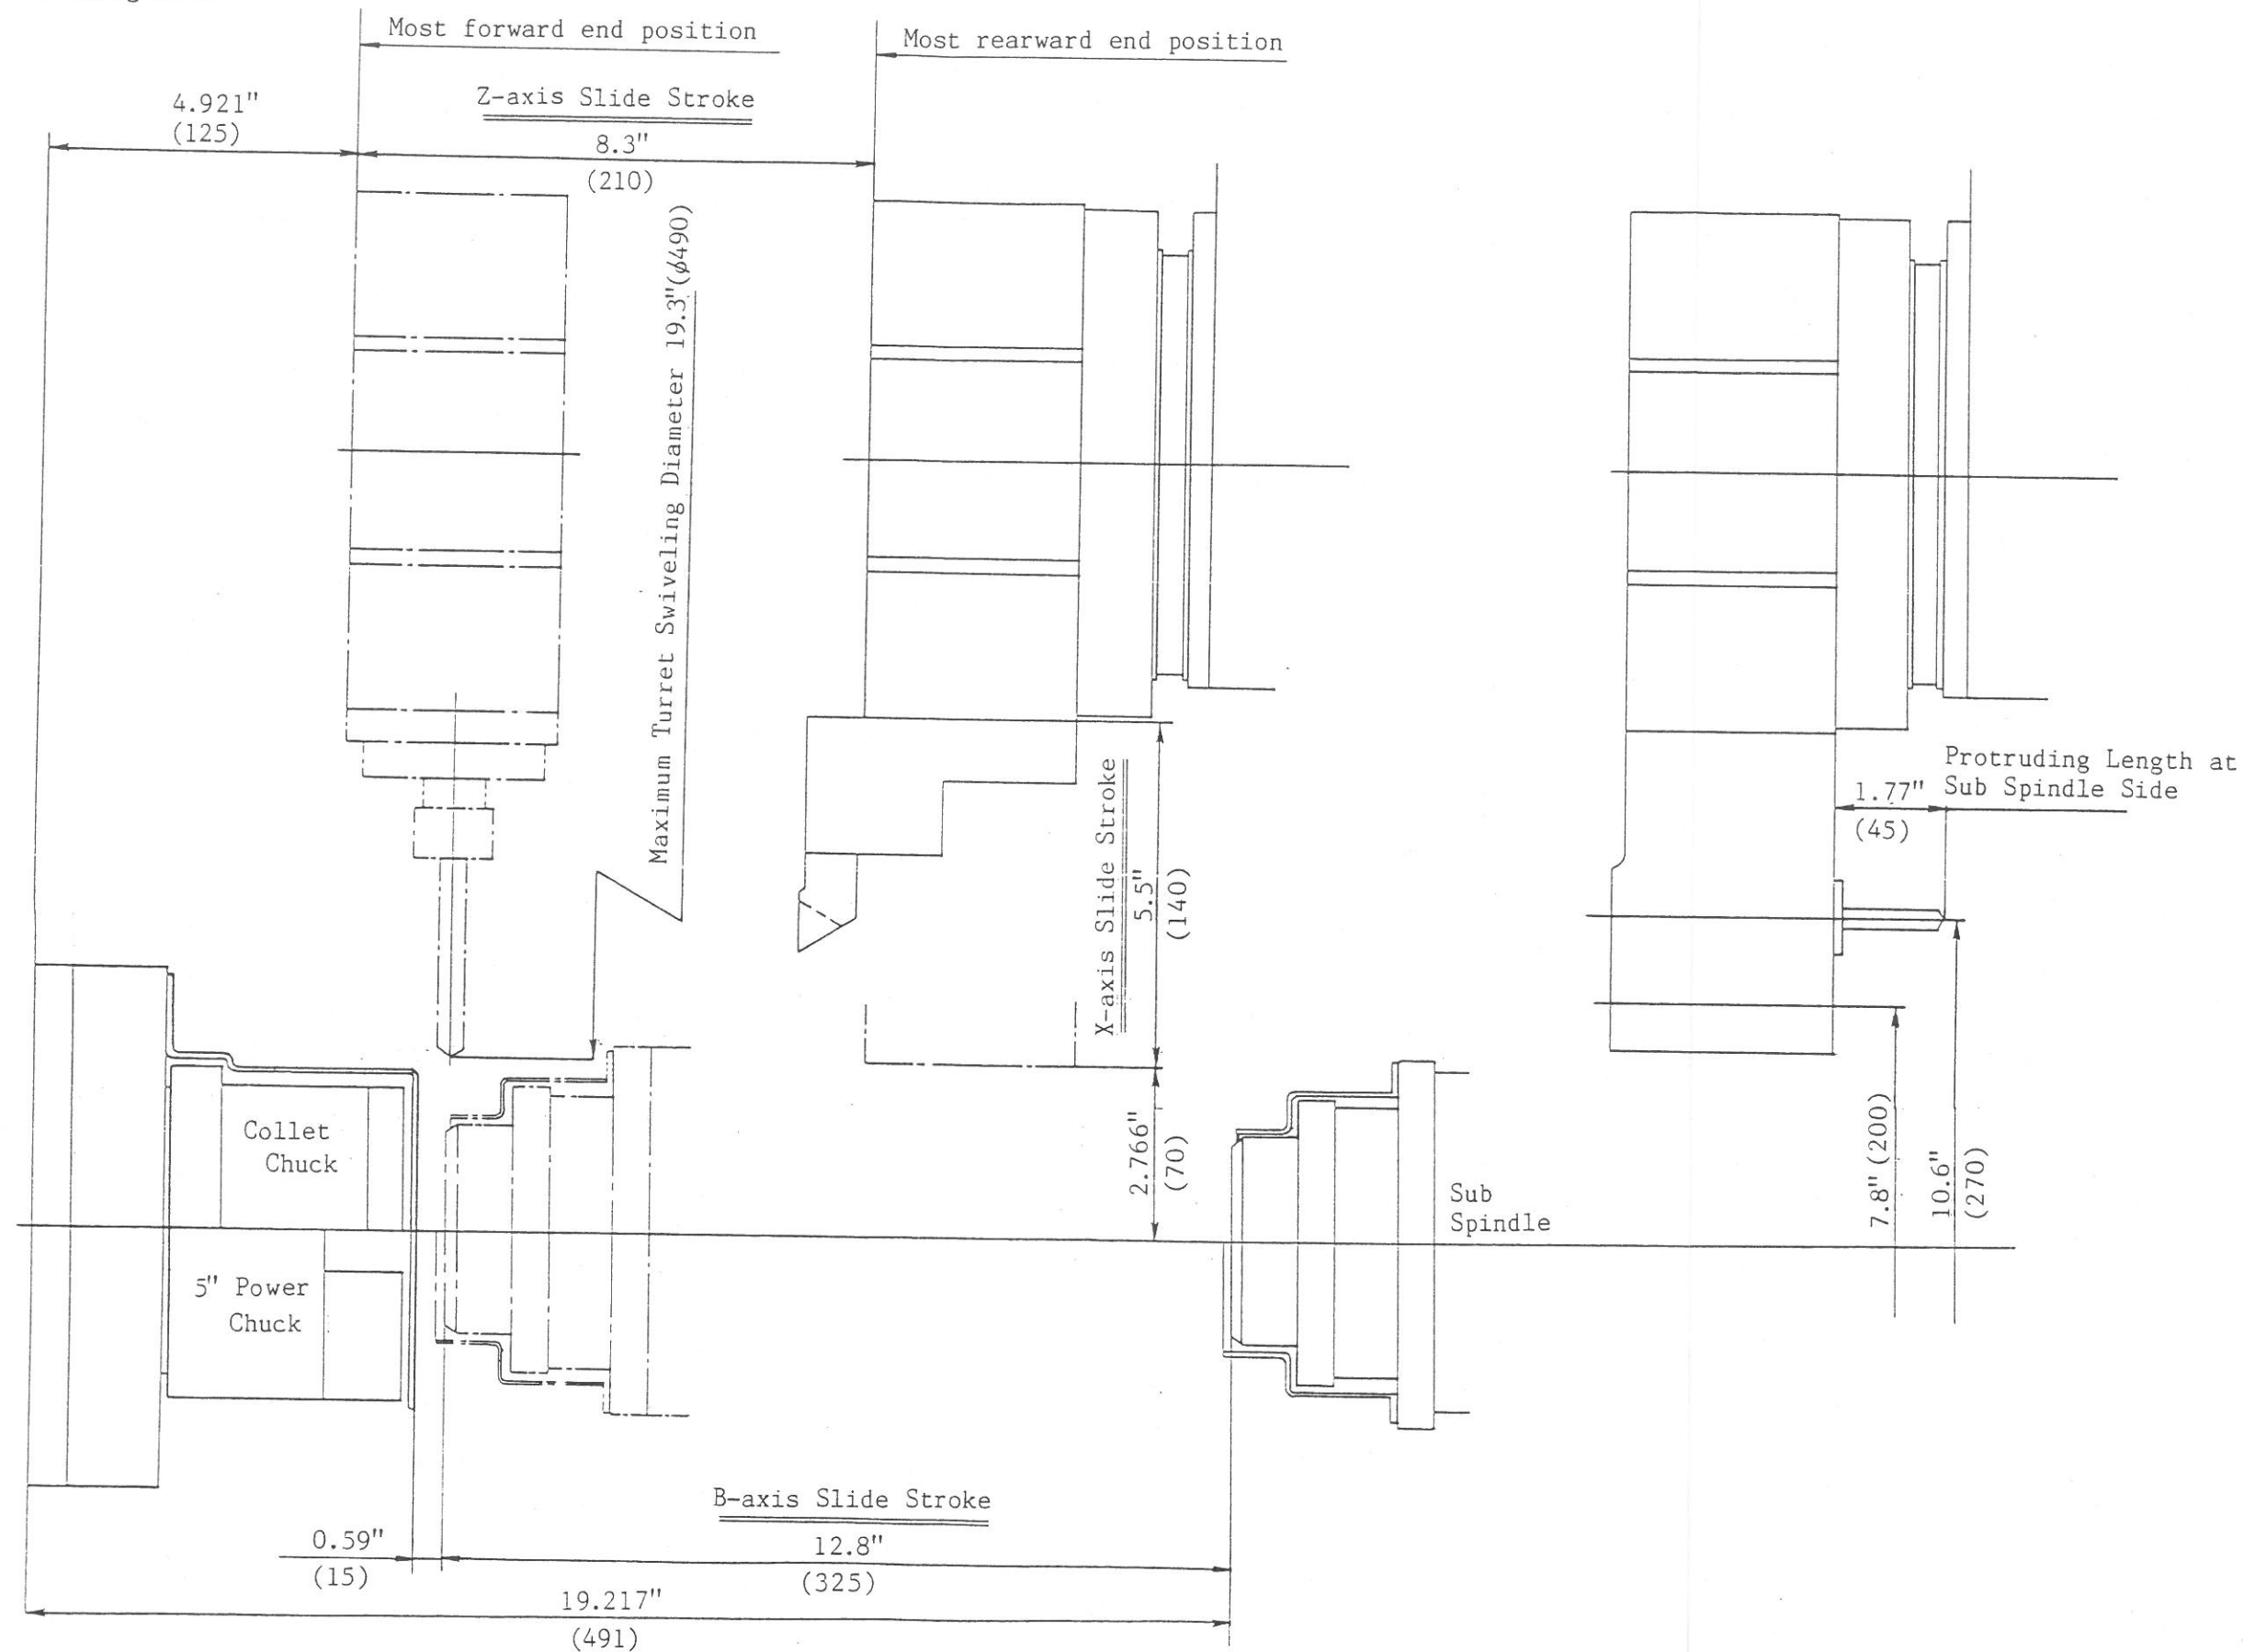 Most forward end position
Most rearward end position
4.921"
(125)
Z-axis Slide Stroke
8.3"
(210)
Maximum Turret Swiveling Diameter 19.3"(ϕ490)
X-axis Slide Stroke
5.5"
(140)
Protruding Length at
Sub Spindle Side
1.77"
(45)
Collet
Chuck
5" Power
Chuck
2.766"
(70)
Sub
Spindle
7.8" (200)
10.6"
(270)
B-axis Slide Stroke
0.59"
(15)
12.8"
(325)
19.217"
(491)